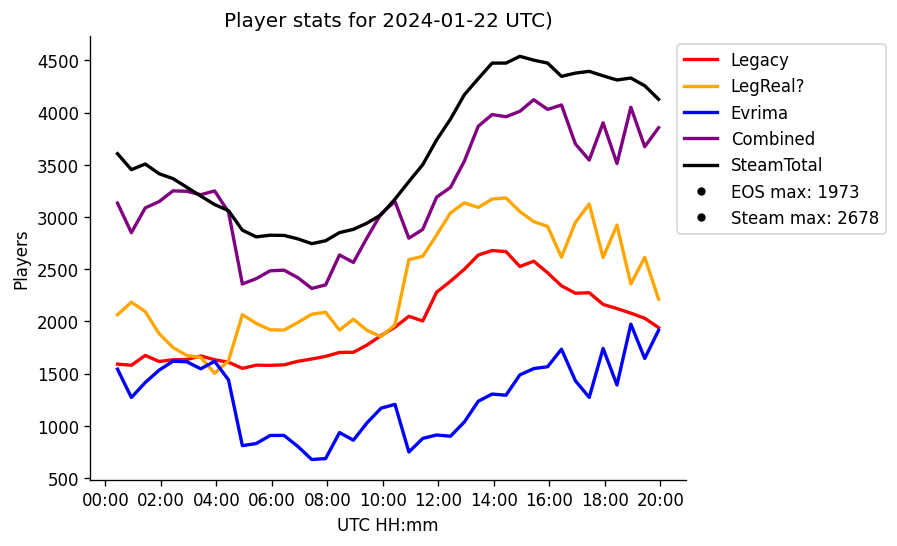 Player stats for 2024-01-22 UTC)
Players
4500
4000
3500
3000
2500
2000
1500
1000
500
00:00 02:00 04:00 06:00 08:00 10:00 12:00 14:00 16:00 18:00 20:00
UTC HH:mm
Legacy
LegReal?
Evrima
Combined
SteamTotal
EOS max: 1973
Steam max: 2678